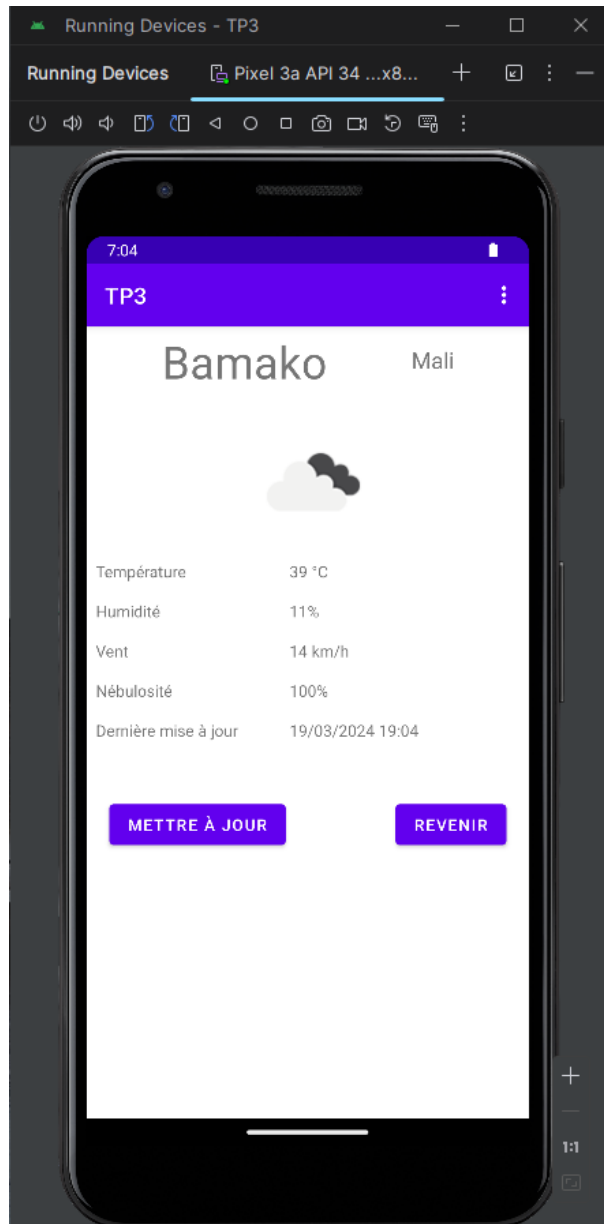 Running Devices - TP3
Running Devices Pixel 3a API 34 ...x8...
7:04
TP3
Bamako Mali
Température 39 °C
Humidité 11%
Vent 14 km/h
Nébulosité 100%
Dernière mise à jour 19/03/2024 19:04
METTRE À JOUR REVENIR
1:1